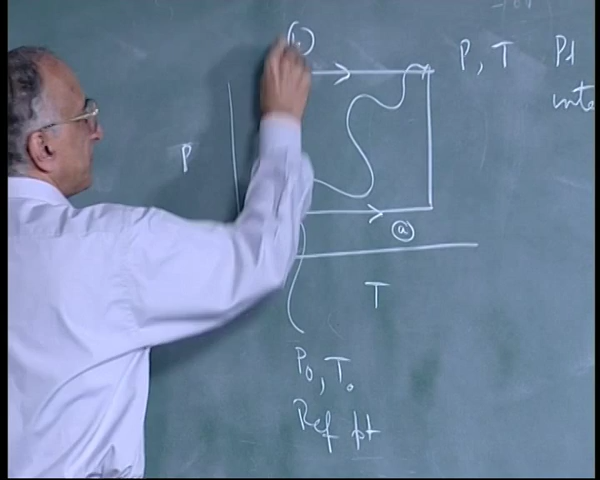 P, T
P
a
T
P₀, T₀
Ref pt